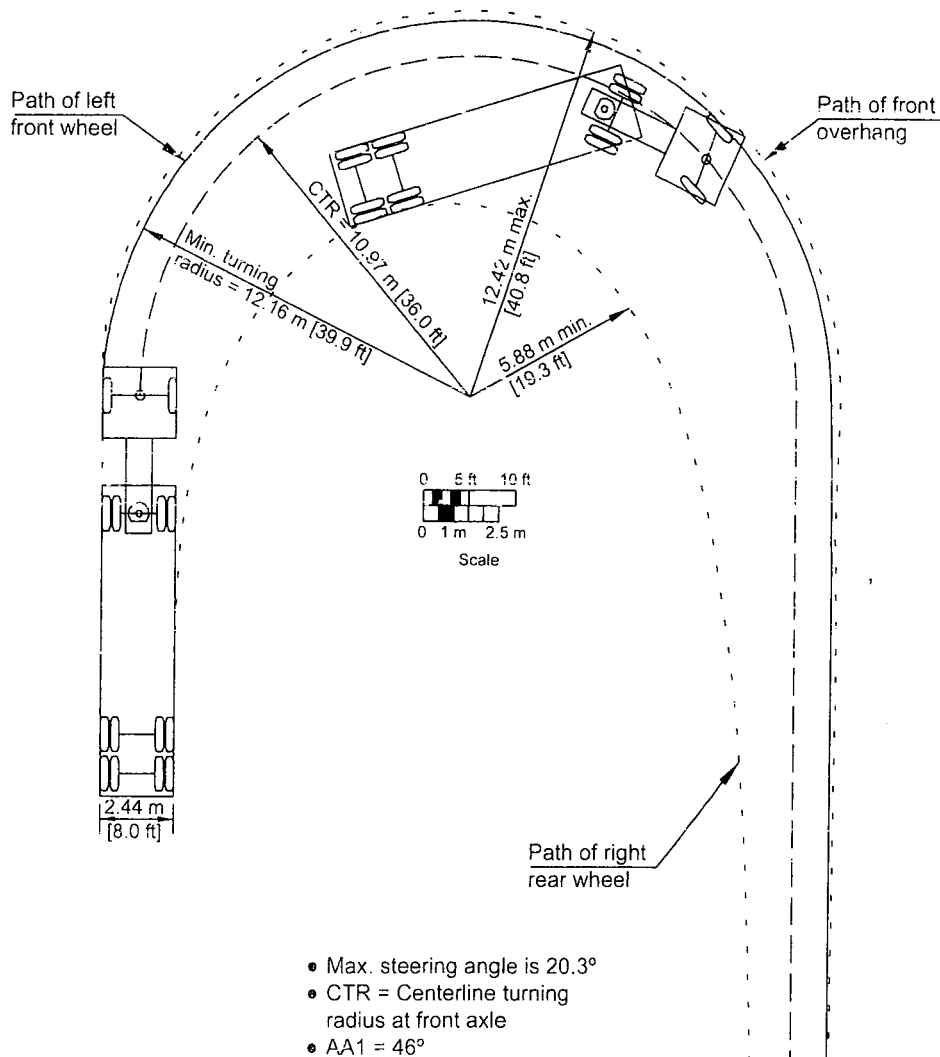 Path of left
front wheel
Path of front
overhang
CTR = 10.97 m [36.0 ft]
12.42 m max.
[40.8 ft]
Min. turning
radius = 12.16 m [39.9 ft]
5.88 m min.
[19.3 ft]
0 5 ft 10 ft
0 1 m 2.5 m
Scale
2.44 m
[8.0 ft]
Path of right
rear wheel
• Max. steering angle is 20.3º
• CTR = Centerline turning
radius at front axle
• AA1 = 46º